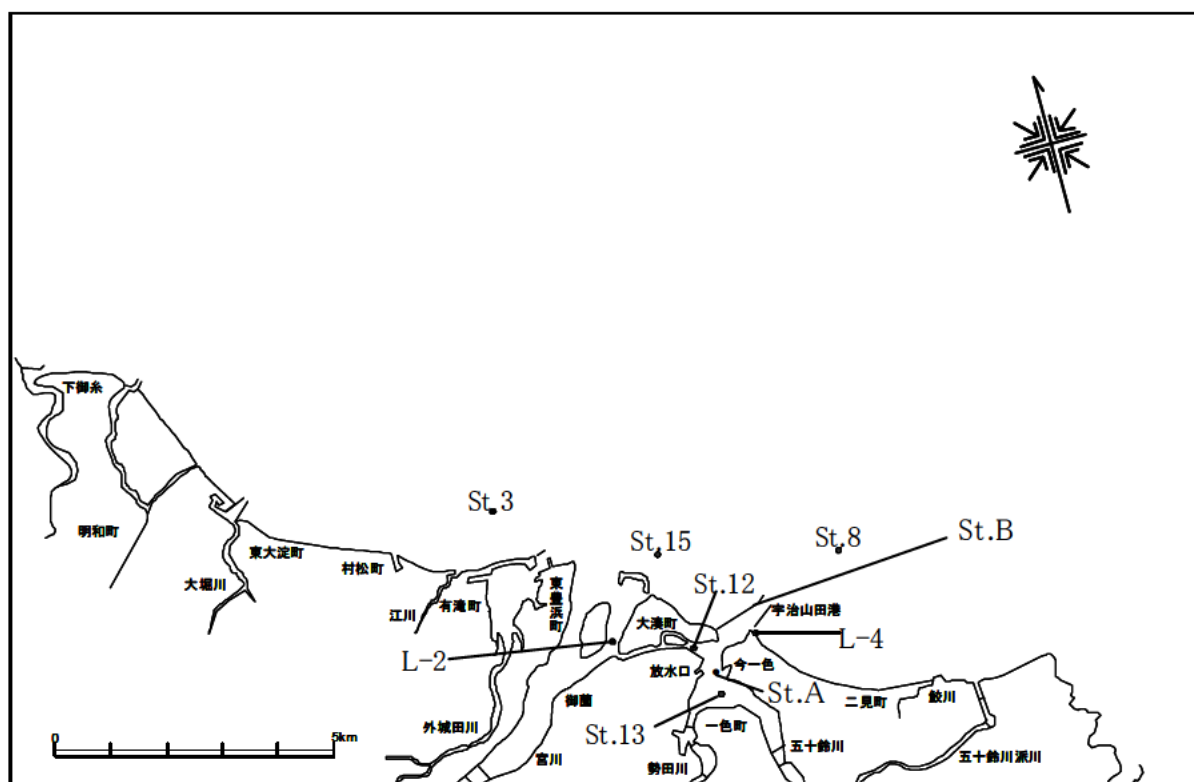 下御糸
St.3
明和町
St.15
St.8
St.B
東大淀町
村松町
St.12
大堀川
江川
有滝町
東豊浜町
大湊町
宇治山田港
L-2
L-4
放水口
今一色
御薗
St.A
二見町
鮫川
St.13
一色町
外城田川
宮川
勢田川
五十鈴川
五十鈴川派川
0
5km